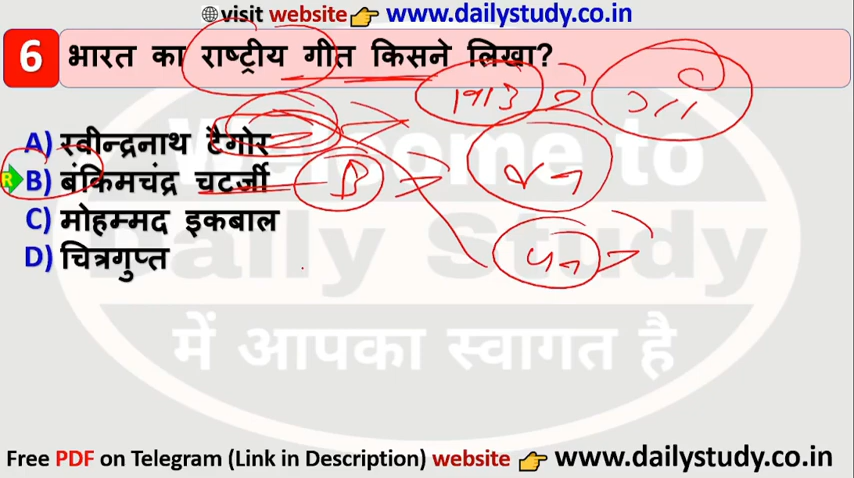 visit website 👉 www.dailystudy.co.in
6 भारत का राष्ट्रीय गीत किसने लिखा?
1913
A) रवीन्द्रनाथ टैगोर
R B) बंकिमचंद्र चटर्जी B
C) मोहम्मद इकबाल
D) चित्रगुप्त
Welcome to
Daily Study
में आपका स्वागत है
Free PDF on Telegram (Link in Description) website 👉 www.dailystudy.co.in